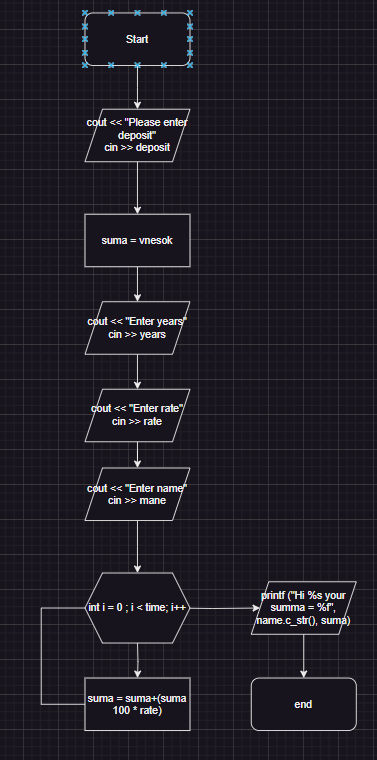 Start
cout << "Please enter
deposit"
cin >> deposit
suma = vnesok
cout << "Enter years"
cin >> years
cout << "Enter rate"
cin >> rate
cout << "Enter name"
cin >> mane
int i = 0 ; i < time; i++
printf ("Hi %s your
summa = %f",
name.c_str(), suma)
suma = suma+(suma
100 * rate)
end